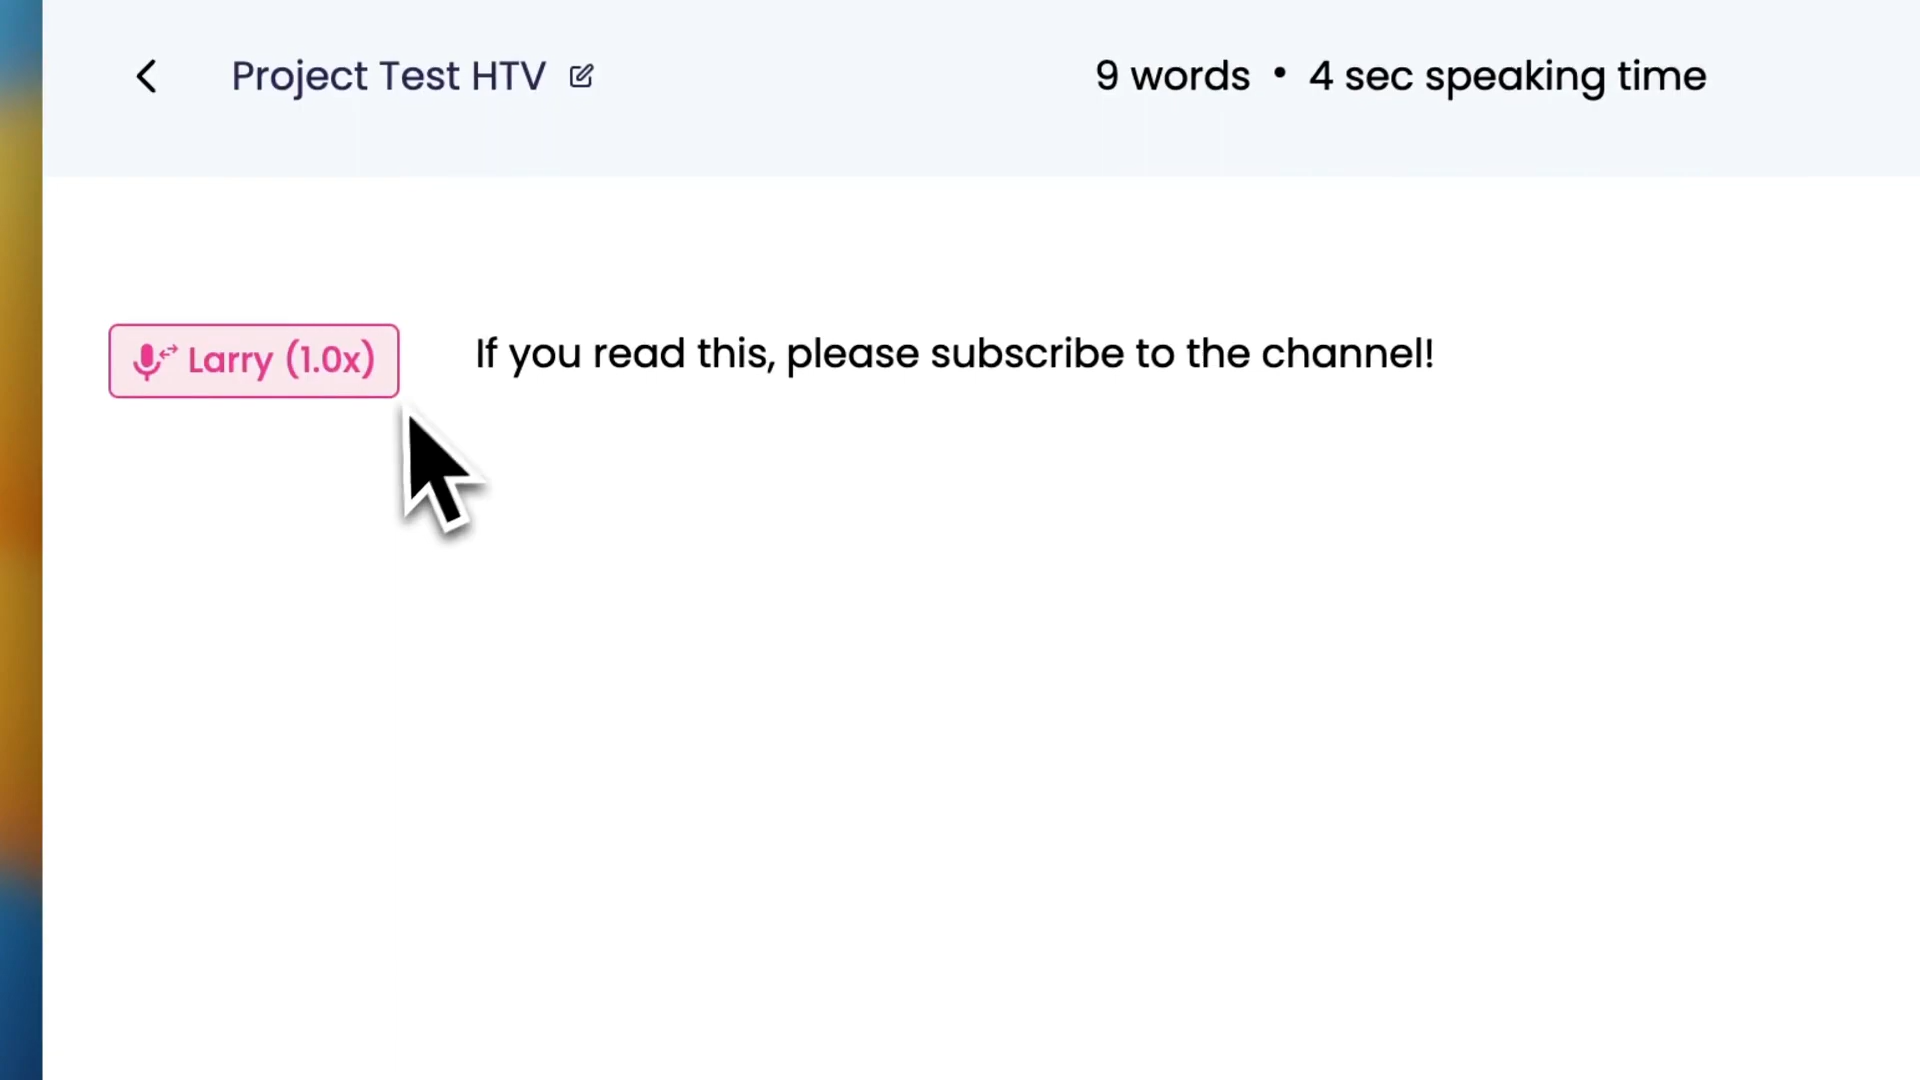 Project Test HTV
9 words • 4 sec speaking time
Larry (1.0x)
If you read this, please subscribe to the channel!